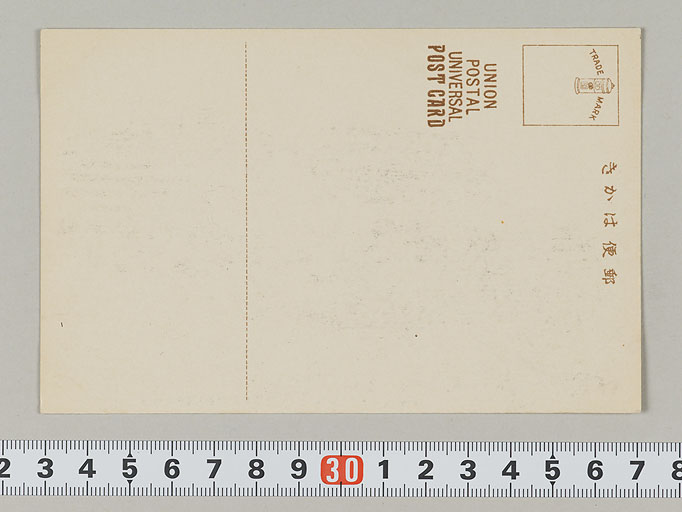 TRADE
MARK
UNION
POSTAL
UNIVERSAL
POST CARD
きかは便郵
2 3 4 5 6 7 8 9 30 1 2 3 4 5 6 7 8